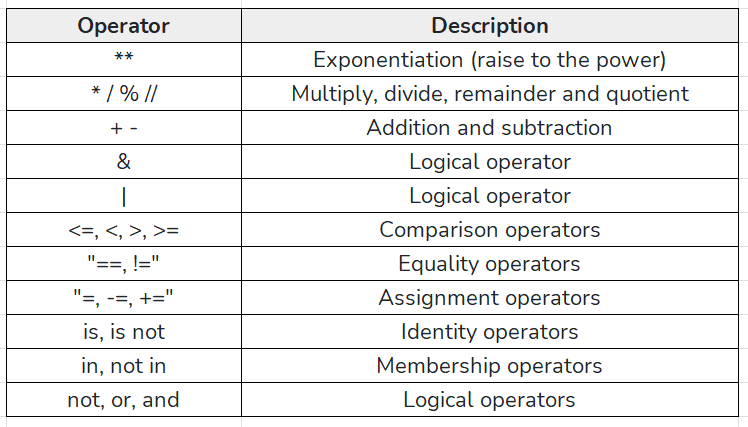 Operator Description
** Exponentiation (raise to the power)
* / % // Multiply, divide, remainder and quotient
+ - Addition and subtraction
& Logical operator
| Logical operator
<=, <, >, >= Comparison operators
"==, !=" Equality operators
"=, -=, +=" Assignment operators
is, is not Identity operators
in, not in Membership operators
not, or, and Logical operators